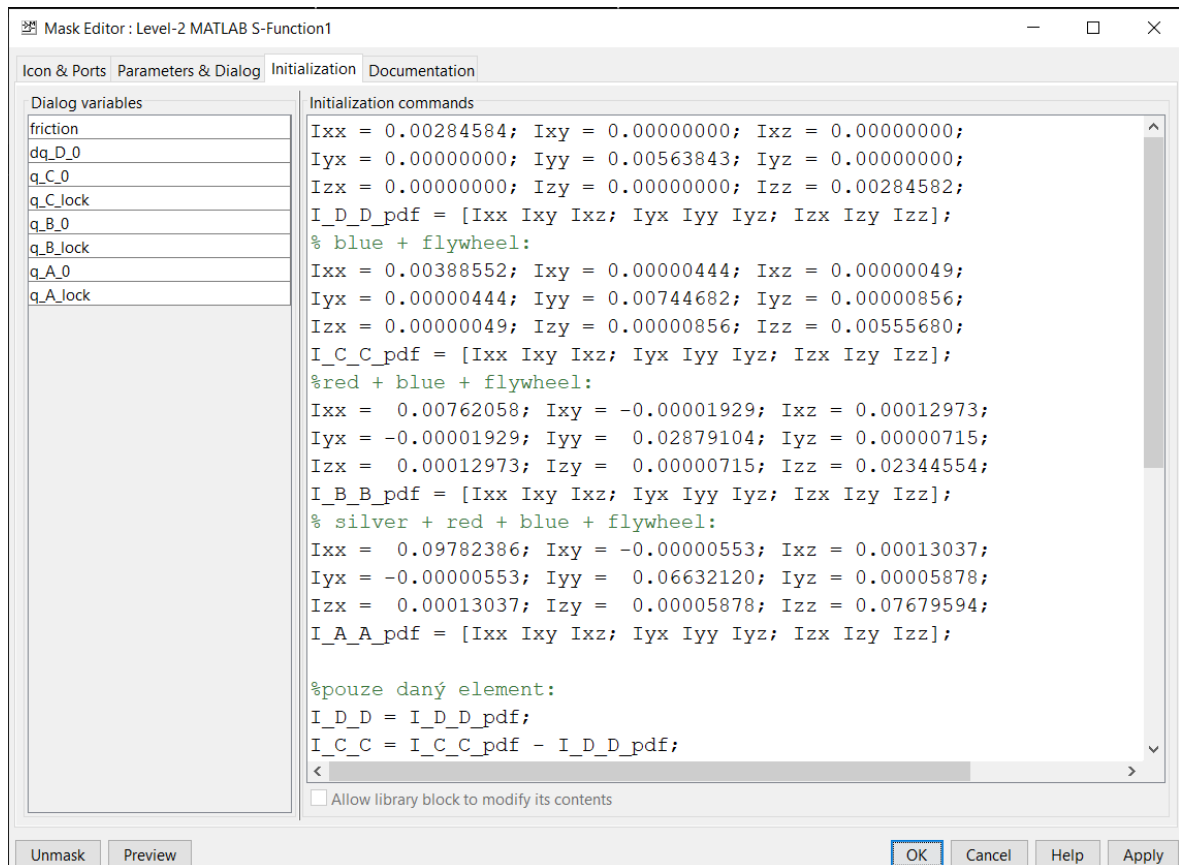 Mask Editor : Level-2 MATLAB S-Function1
Icon & Ports Parameters & Dialog Initialization Documentation
Dialog variables
friction
dq_D_0
q_C_0
q_C_lock
q_B_0
q_B_lock
q_A_0
q_A_lock
Initialization commands
Ixx = 0.00284584; Ixy = 0.00000000; Ixz = 0.00000000;
Iyx = 0.00000000; Iyy = 0.00563843; Iyz = 0.00000000;
Izx = 0.00000000; Izy = 0.00000000; Izz = 0.00284582;
I_D_D_pdf = [Ixx Ixy Ixz; Iyx Iyy Iyz; Izx Izy Izz];
% blue + flywheel:
Ixx = 0.00388552; Ixy = 0.00000444; Ixz = 0.00000049;
Iyx = 0.00000444; Iyy = 0.00744682; Iyz = 0.00000856;
Izx = 0.00000049; Izy = 0.00000856; Izz = 0.00555680;
I_C_C_pdf = [Ixx Ixy Ixz; Iyx Iyy Iyz; Izx Izy Izz];
%red + blue + flywheel:
Ixx =  0.00762058; Ixy = -0.00001929; Ixz = 0.00012973;
Iyx = -0.00001929; Iyy =  0.02879104; Iyz = 0.00000715;
Izx =  0.00012973; Izy =  0.00000715; Izz = 0.02344554;
I_B_B_pdf = [Ixx Ixy Ixz; Iyx Iyy Iyz; Izx Izy Izz];
% silver + red + blue + flywheel:
Ixx =  0.09782386; Ixy = -0.00000553; Ixz = 0.00013037;
Iyx = -0.00000553; Iyy =  0.06632120; Iyz = 0.00005878;
Izx =  0.00013037; Izy =  0.00005878; Izz = 0.07679594;
I_A_A_pdf = [Ixx Ixy Ixz; Iyx Iyy Iyz; Izx Izy Izz];
%pouze daný element:
I_D_D = I_D_D_pdf;
I_C_C = I_C_C_pdf - I_D_D_pdf;
Allow library block to modify its contents
Unmask Preview OK Cancel Help Apply